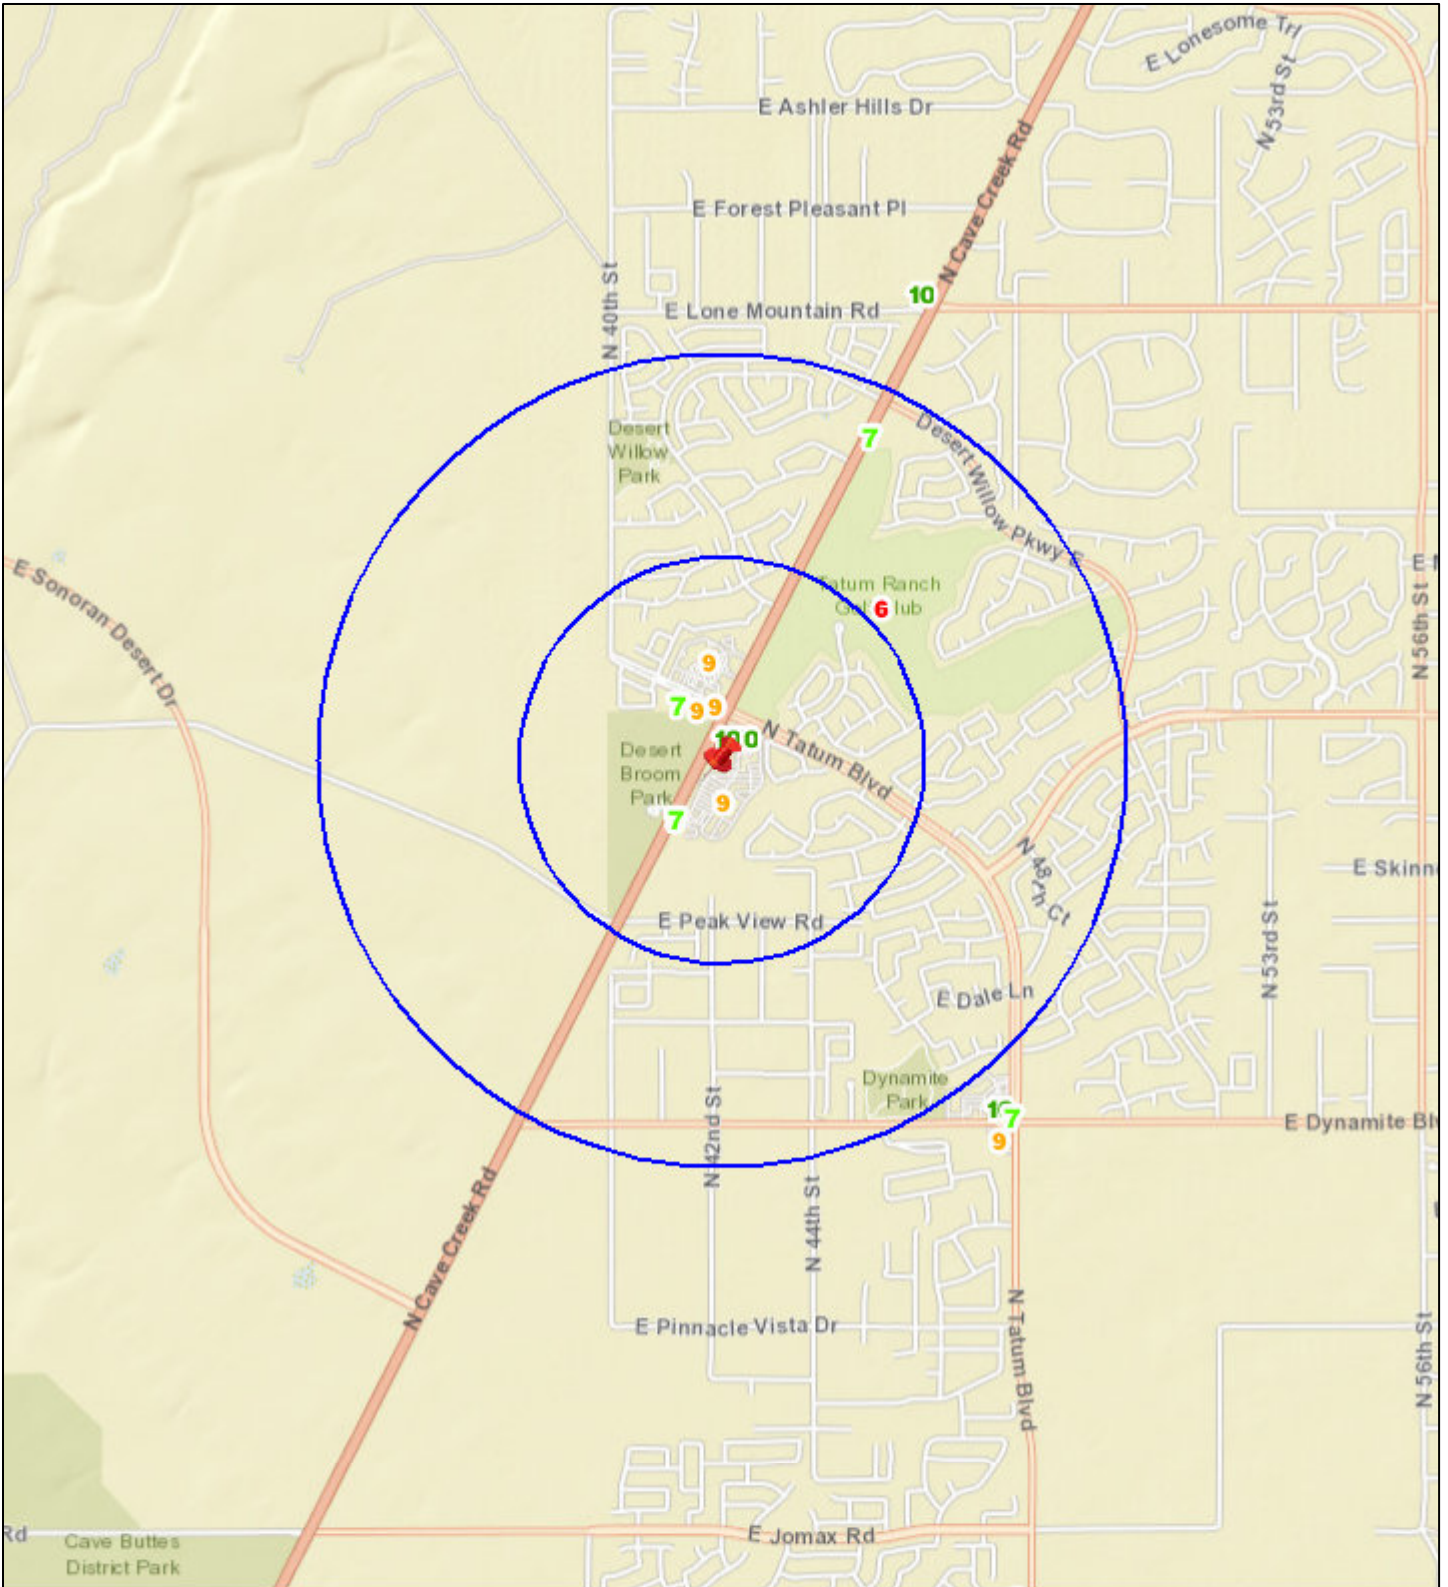 E Lonesome Trl
N 53rd St
E Ashler Hills Dr
N Cave Creek Rd
E Forest Pleasant Pl
N 40th St
10
E Lone Mountain Rd
7
Desert
Willow
Park
Desert Willow Pkwy E
E Sonoran Desert Dr
Tatum Ranch
6
N 56th St
9
7
9
9
N Tatum Blvd
10
Desert
Broom
Park
9
7
N 48th Ct
E Skinn
E Peak View Rd
N 53rd St
E Dale Ln
Dynamite
Park
10
7
9
E Dynamite Blv
N 42nd St
N 44th St
N Cave Creek Rd
E Pinnacle Vista Dr
N Tatum Blvd
N 56th St
Rd
E Jomax Rd
Cave Buttes
District Park